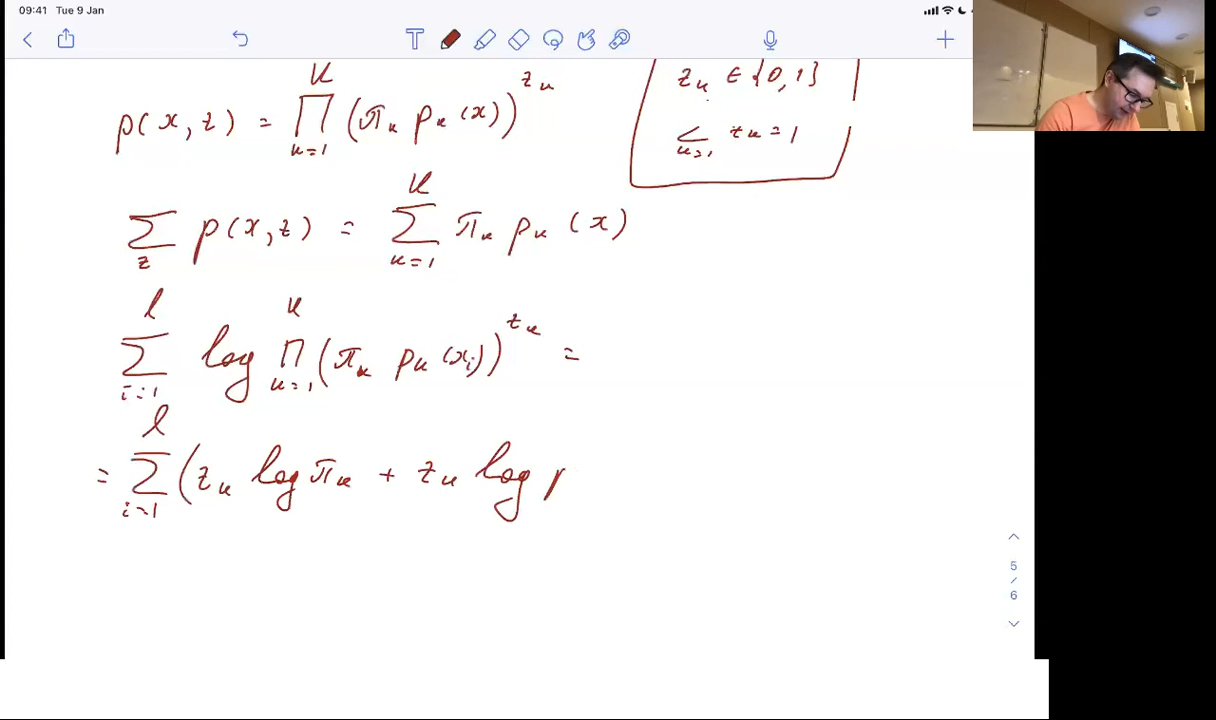 09:41 Tue 9 Jan
z_k ∈ {0, 1}
p(x, z) = ∏_{k=1}^{K} (π_k p_k(x))^{z_k}
∑_{k=1} z_k = 1
∑_z p(x, z) = ∑_{k=1}^{K} π_k p_k(x)
∑_{i=1}^{l} log ∏_{k=1}^{K} (π_k p_k(x_i))^{z_k} =
= ∑_{i=1}^{l} (z_k log π_k + z_k log p
5
/
6